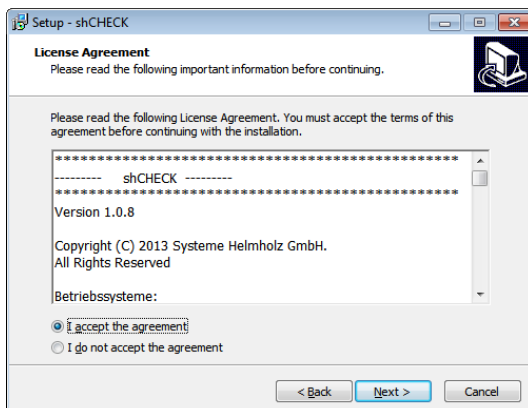 Setup - shCHECK
License Agreement
Please read the following important information before continuing.
Please read the following License Agreement. You must accept the terms of this
agreement before continuing with the installation.
************************************************
--------- shCHECK ---------
************************************************
Version 1.0.8
Copyright (C) 2013 Systeme Helmholz GmbH.
All Rights Reserved
Betriebssysteme:
I accept the agreement
I do not accept the agreement
< Back Next > Cancel